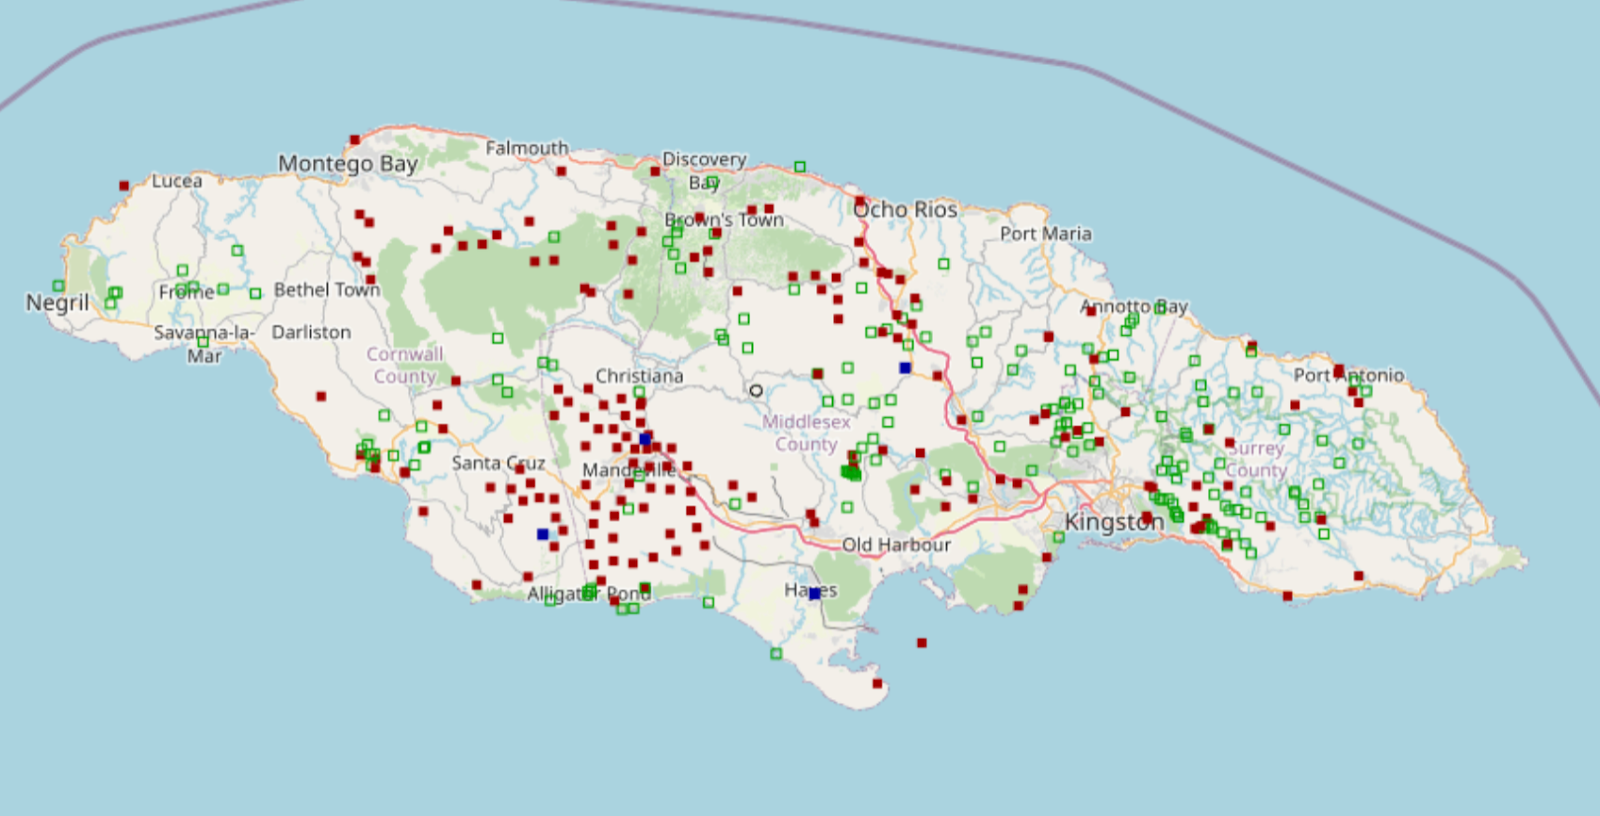 Falmouth
Discovery
Bay
Montego Bay
Lucea
Brown's Town
Ocho Rios
Port Maria
Negril
Frome
Bethel Town
Annotto Bay
Savanna-la-
Mar
Darliston
Cornwall
County
Christiana
Port Antonio
Middlesex
County
Surrey
County
Santa Cruz
Mandeville
Kingston
Old Harbour
Hayes
Alligator Pond